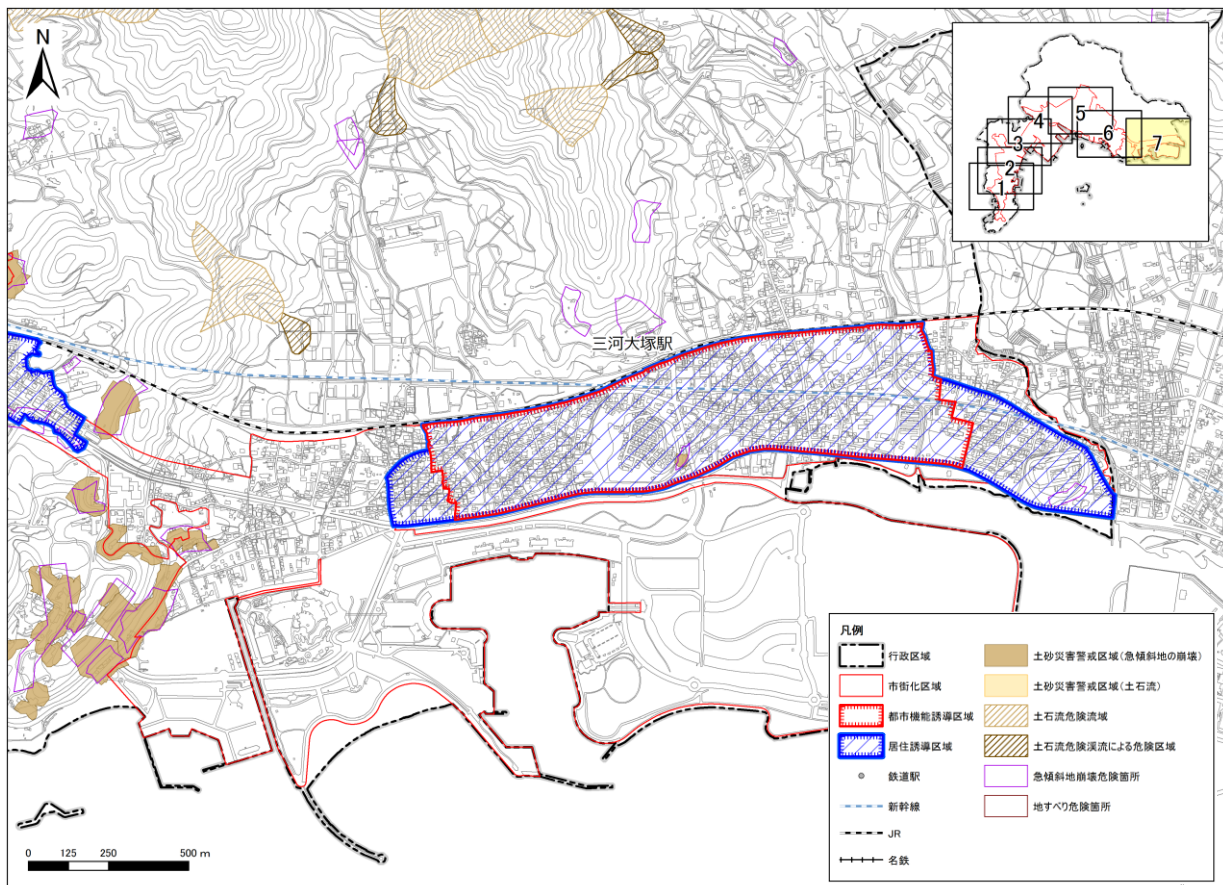 N
4
5
3
6
7
2
1
三河大塚駅
凡例
行政区域
市街化区域
都市機能誘導区域
居住誘導区域
鉄道駅
新幹線
JR
名鉄
土砂災害警戒区域（急傾斜地の崩壊）
土砂災害警戒区域（土石流）
土石流危険流域
土石流危険渓流による危険区域
急傾斜地崩壊危険箇所
地すべり危険箇所
0 125 250 500 m